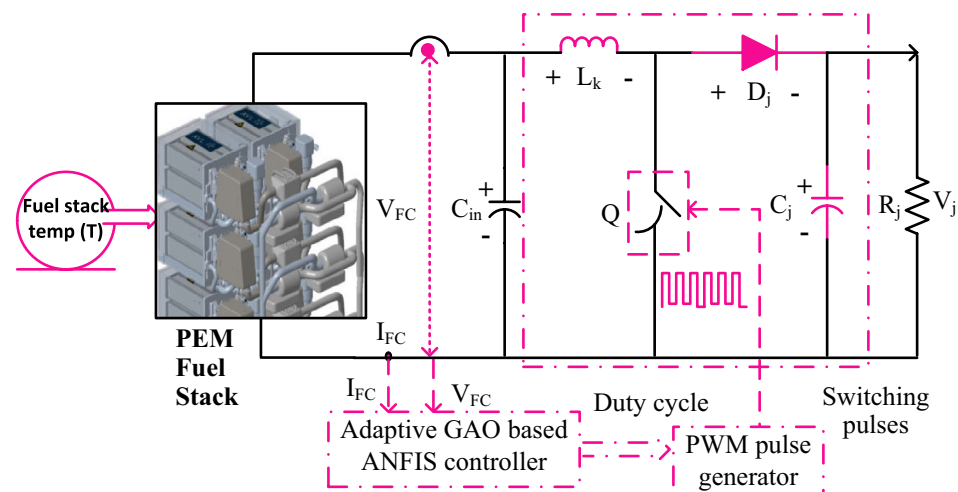 Fuel stack
temp (T)
PEM
Fuel
Stack
V_FC
C_in
+
-
+ L_k -
Q
+ D_j -
C_j
+
-
R_j
V_j
I_FC
I_FC
V_FC
Adaptive GAO based
ANFIS controller
Duty cycle
PWM pulse
generator
Switching
pulses